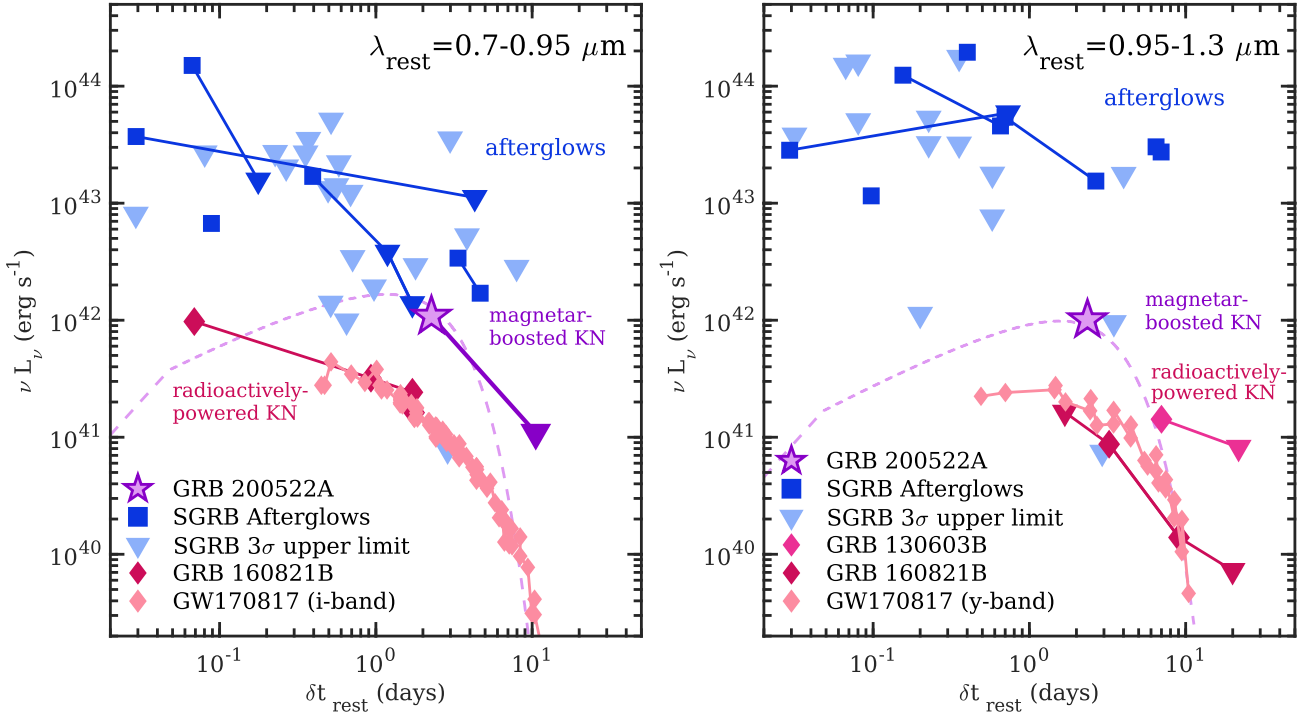 λrest=0.7-0.95 μm
10^44
10^43
10^42
10^41
10^40
ν Lν (erg s^-1)
afterglows
magnetar-
boosted KN
radioactively-
powered KN
GRB 200522A
SGRB Afterglows
SGRB 3σ upper limit
GRB 160821B
GW170817 (i-band)
10^-1
10^0
10^1
δt rest (days)
λrest=0.95-1.3 μm
10^44
10^43
10^42
10^41
10^40
ν Lν (erg s^-1)
afterglows
magnetar-
boosted KN
radioactively-
powered KN
GRB 200522A
SGRB Afterglows
SGRB 3σ upper limit
GRB 130603B
GRB 160821B
GW170817 (y-band)
10^-1
10^0
10^1
δt rest (days)